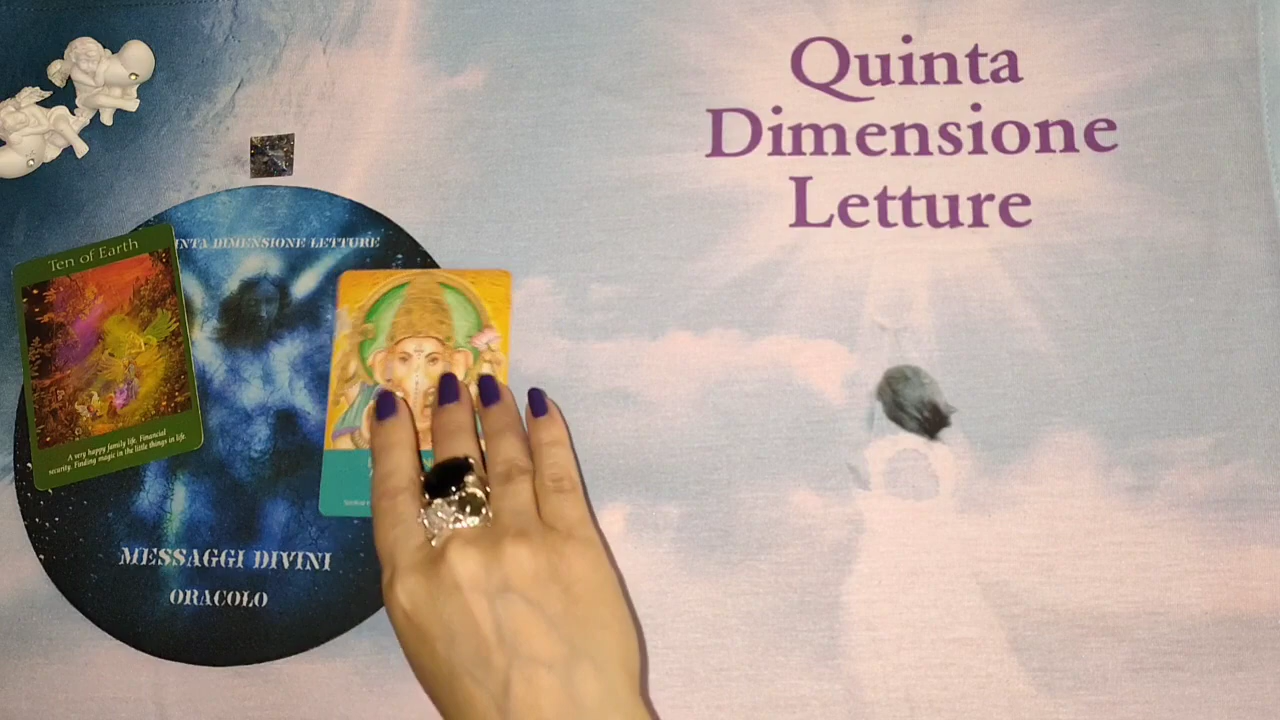 Quinta
Dimensione
Letture
Ten of Earth
A very happy family life. Financial
security. Finding magic in the little things in life.
INTA DIMENSIONE LETTURE
MESSAGGI DIVINI
ORACOLO